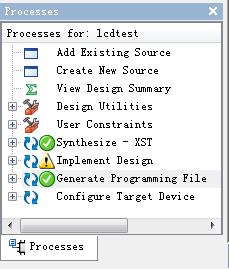 Processes
Processes for: lcdtest
Add Existing Source
Create New Source
View Design Summary
Design Utilities
User Constraints
Synthesize - XST
Implement Design
Generate Programming File
Configure Target Device
Processes